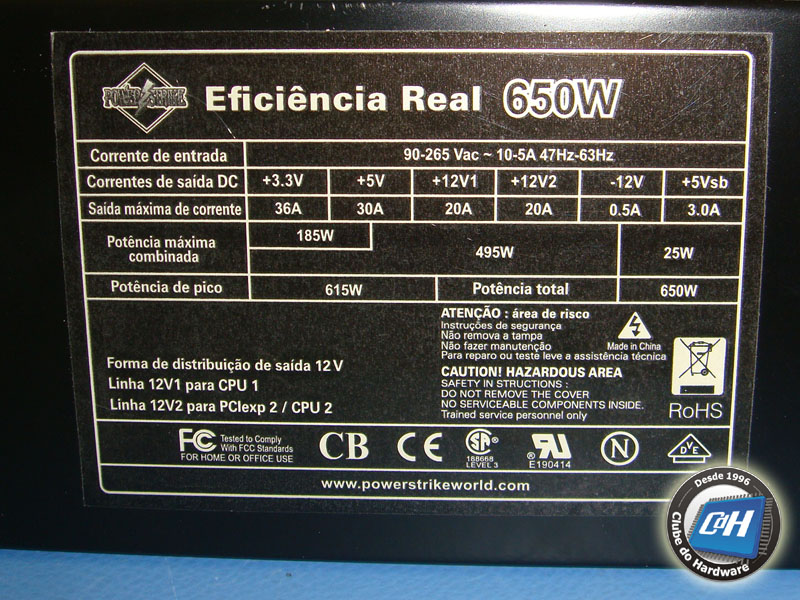 POWER STRIKE
Eficiência Real 650W
Corrente de entrada 90-265 Vac ~ 10-5A 47Hz-63Hz
Correntes de saída DC +3.3V +5V +12V1 +12V2 -12V +5Vsb
Saída máxima de corrente 36A 30A 20A 20A 0.5A 3.0A
Potência máxima combinada 185W 495W 25W
Potência de pico 615W Potência total 650W
Forma de distribuição de saída 12V
Linha 12V1 para CPU 1
Linha 12V2 para PCIexp 2 / CPU 2
ATENÇÃO : área de risco
Instruções de segurança
Não remova a tampa
Não fazer manutenção
Para reparo ou teste leve a assistência técnica
Made in China
CAUTION! HAZARDOUS AREA
SAFETY IN STRUCTIONS :
DO NOT REMOVE THE COVER
NO SERVICEABLE COMPONENTS INSIDE.
Trained service personnel only
RoHS
FC Tested to Comply
With FCC Standards
FOR HOME OR OFFICE USE
CB
CE
SA®
188668
LEVEL 3
RU
®
E190414
N
DVE
www.powerstrikeworld.com
Desde 1996
CdH
Clube do Hardware